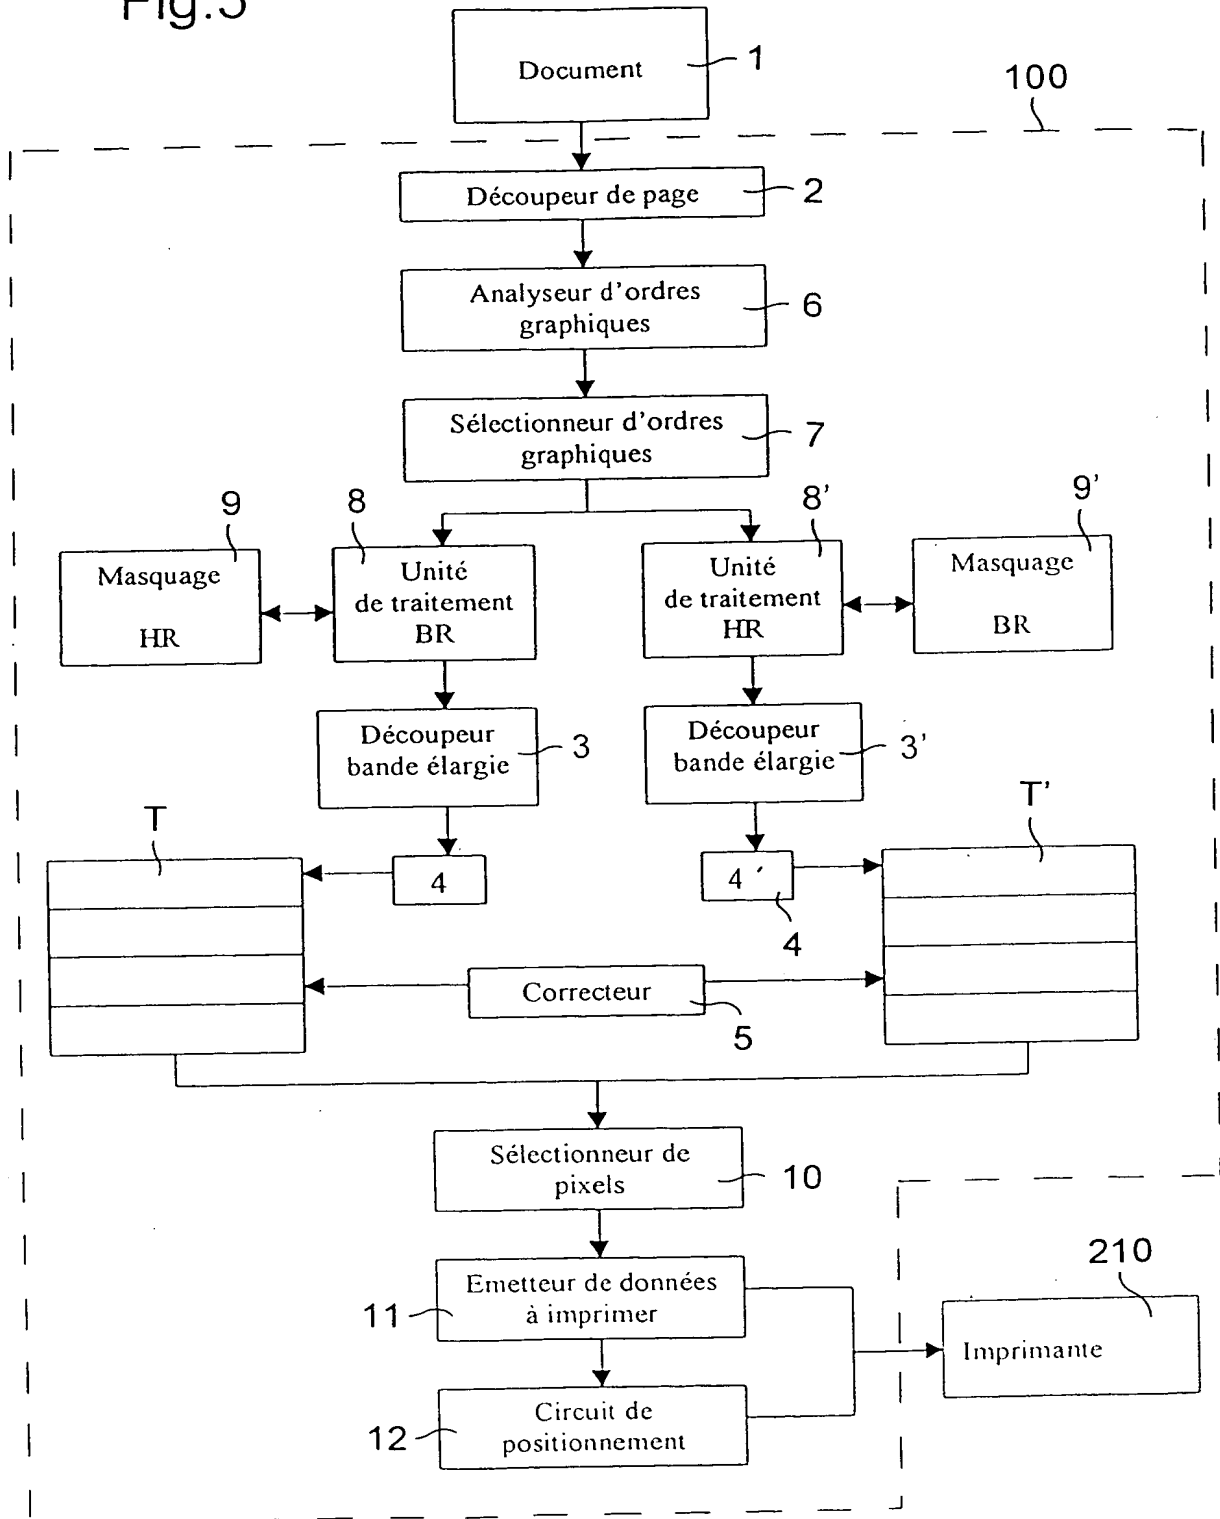 Fig.5
Document
1
100
Découpeur de page
2
Analyseur d'ordres
graphiques
6
Sélectionneur d'ordres
graphiques
7
9
8
8'
9'
Masquage
HR
Unité
de traitement
BR
Unité
de traitement
HR
Masquage
BR
Découpeur
bande élargie
3
Découpeur
bande élargie
3'
T
T'
4
4'
4
Correcteur
5
Sélectionneur de
pixels
10
210
Emetteur de données
à imprimer
11
Imprimante
Circuit de
positionnement
12